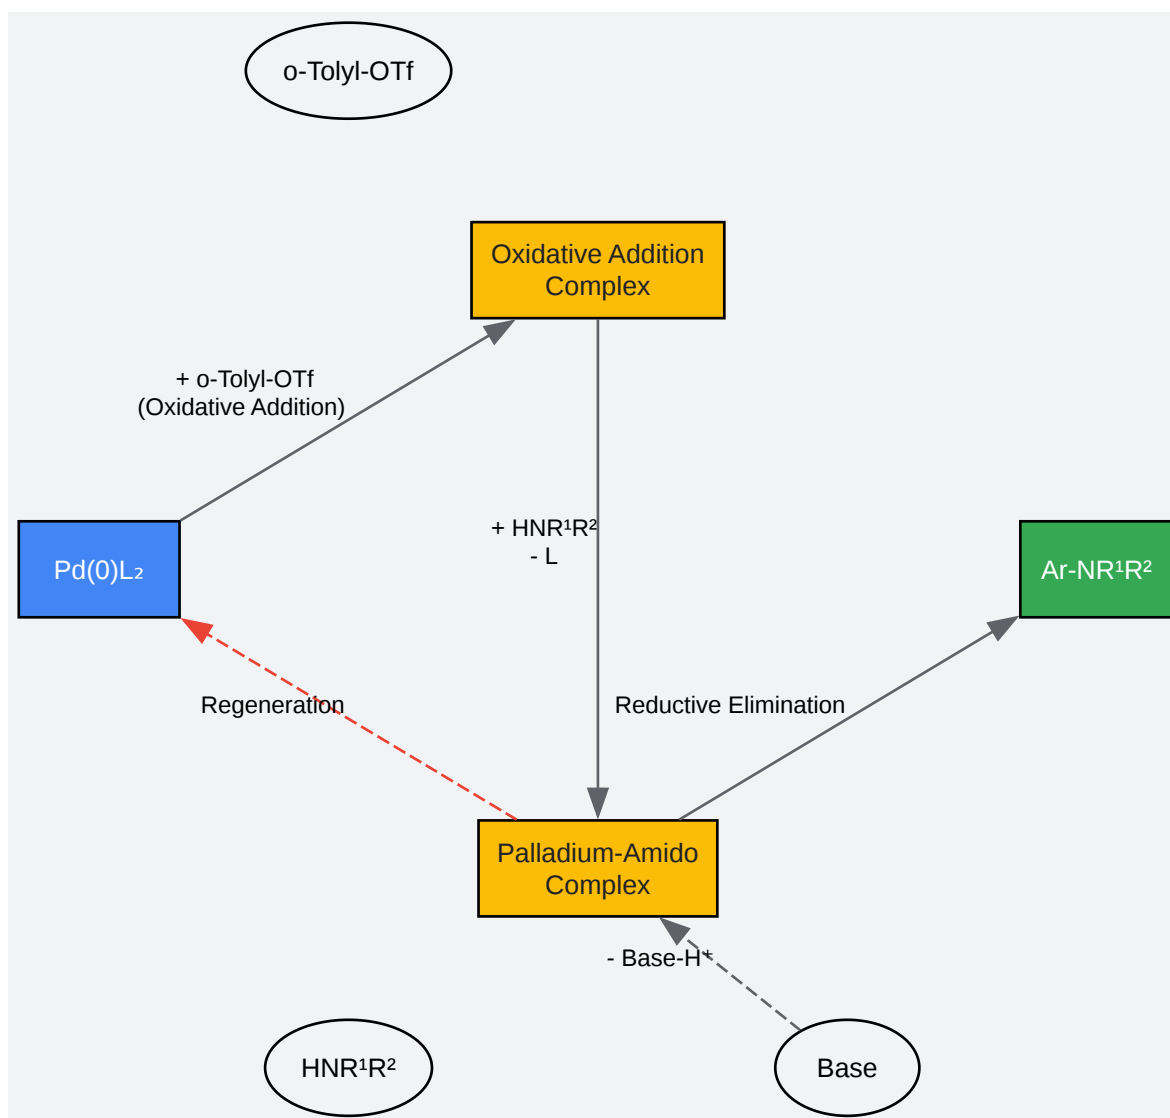 o-Tolyl-OTf
Oxidative Addition
Complex
+ o-Tolyl-OTf
(Oxidative Addition)
+ HNR¹R²
- L
Pd(0)L₂
Ar-NR¹R²
Regeneration
Reductive Elimination
Palladium-Amido
Complex
- Base-H⁺
HNR¹R²
Base